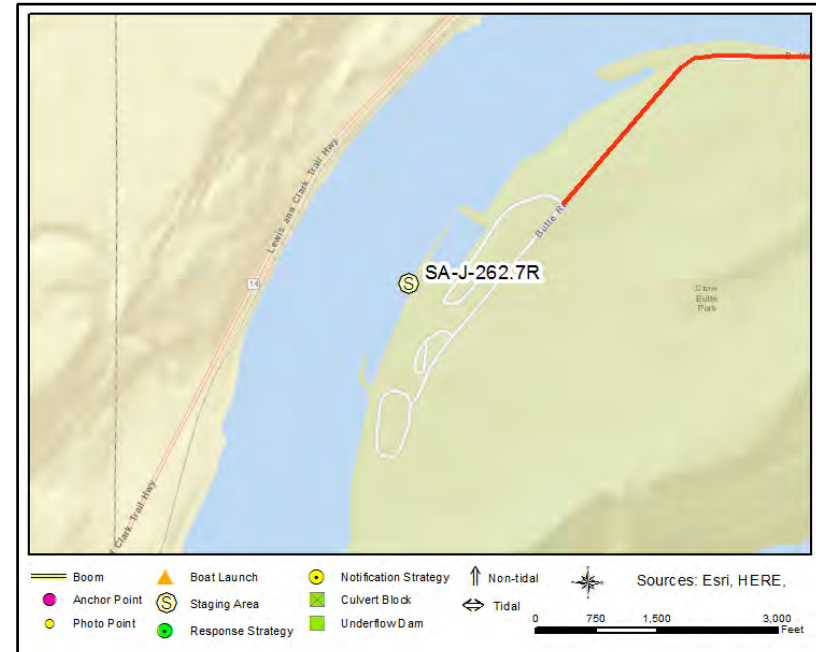 Lewis and Clark Trail Hwy
14
SA-J-262.7R
Butte Rd
Butte
Park
Clark Trail Hwy
Boom
Anchor Point
Photo Point
Boat Launch
Staging Area
S
Response Strategy
Notification Strategy
Culvert Block
Underflow Dam
Non-tidal
Tidal
Sources: Esri, HERE,
0 750 1,500 3,000
Feet